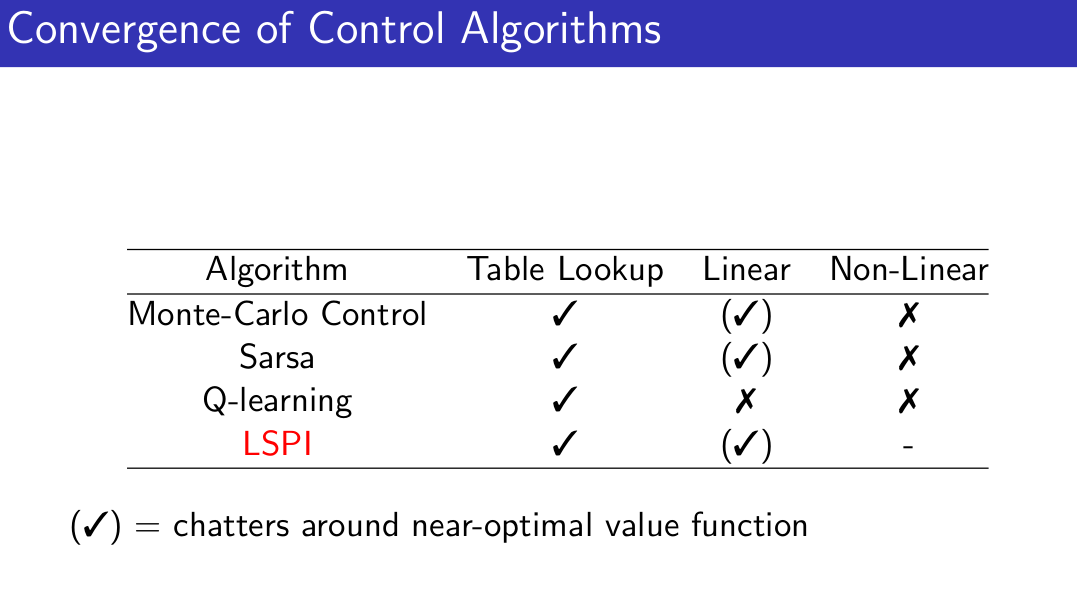 Convergence of Control Algorithms
Algorithm Table Lookup Linear Non-Linear
Monte-Carlo Control ✓ (✓) ✗
Sarsa ✓ (✓) ✗
Q-learning ✓ ✗ ✗
LSPI ✓ (✓) -
(✓) = chatters around near-optimal value function